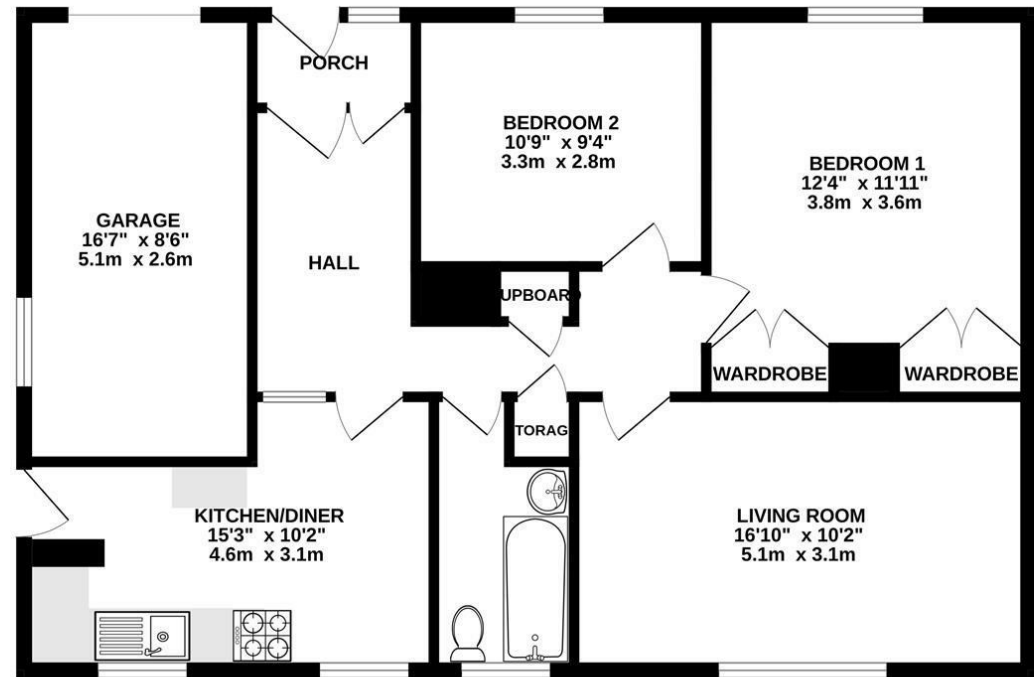 PORCH
BEDROOM 2
10'9" x 9'4"
3.3m x 2.8m
BEDROOM 1
12'4" x 11'11"
3.8m x 3.6m
GARAGE
16'7" x 8'6"
5.1m x 2.6m
HALL
UPBOARD
WARDROBE
WARDROBE
TORAG
KITCHEN/DINER
15'3" x 10'2"
4.6m x 3.1m
LIVING ROOM
16'10" x 10'2"
5.1m x 3.1m